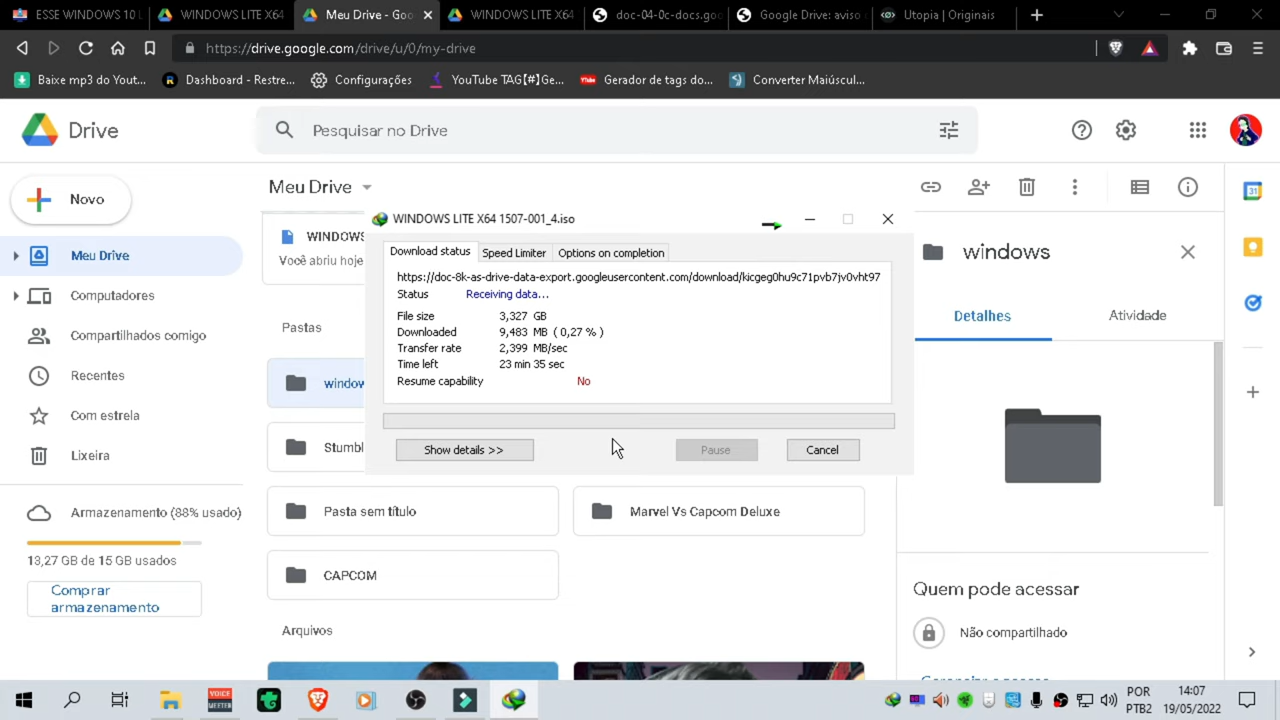 ESSE WINDOWS 10 L
WINDOWS LITE X64
Meu Drive - Goo
WINDOWS LITE X64
doc-04-0c-docs.goo
Google Drive: aviso
Utopia | Originais
https://drive.google.com/drive/u/0/my-drive
Baixe mp3 do Yout...
Dashboard - Restre...
Configurações
YouTube TAG[#]Ge...
Gerador de tags do...
Converter Maiúscul...
Drive
Pesquisar no Drive
Novo
Meu Drive
Computadores
Compartilhados comigo
Recentes
Com estrela
Lixeira
Armazenamento (88% usado)
13,27 GB de 15 GB usados
Comprar
armazenamento
Meu Drive
WINDOWS
Você abriu hoje
Pastas
window
Stumbl
Pasta sem título
Marvel Vs Capcom Deluxe
CAPCOM
Arquivos
WINDOWS LITE X64 1507-001_4.iso
Download status
Speed Limiter
Options on completion
https://doc-8k-as-drive-data-export.googleusercontent.com/download/kicgeg0hu9c71pvb7jv0vht97
Status Receiving data...
File size 3,327 GB
Downloaded 9,483 MB ( 0,27 % )
Transfer rate 2,399 MB/sec
Time left 23 min 35 sec
Resume capability No
Show details >>
Pause
Cancel
windows
Detalhes
Atividade
Quem pode acessar
Não compartilhado
31
VOICE
MEETER
POR
PTB2
14:07
19/05/2022